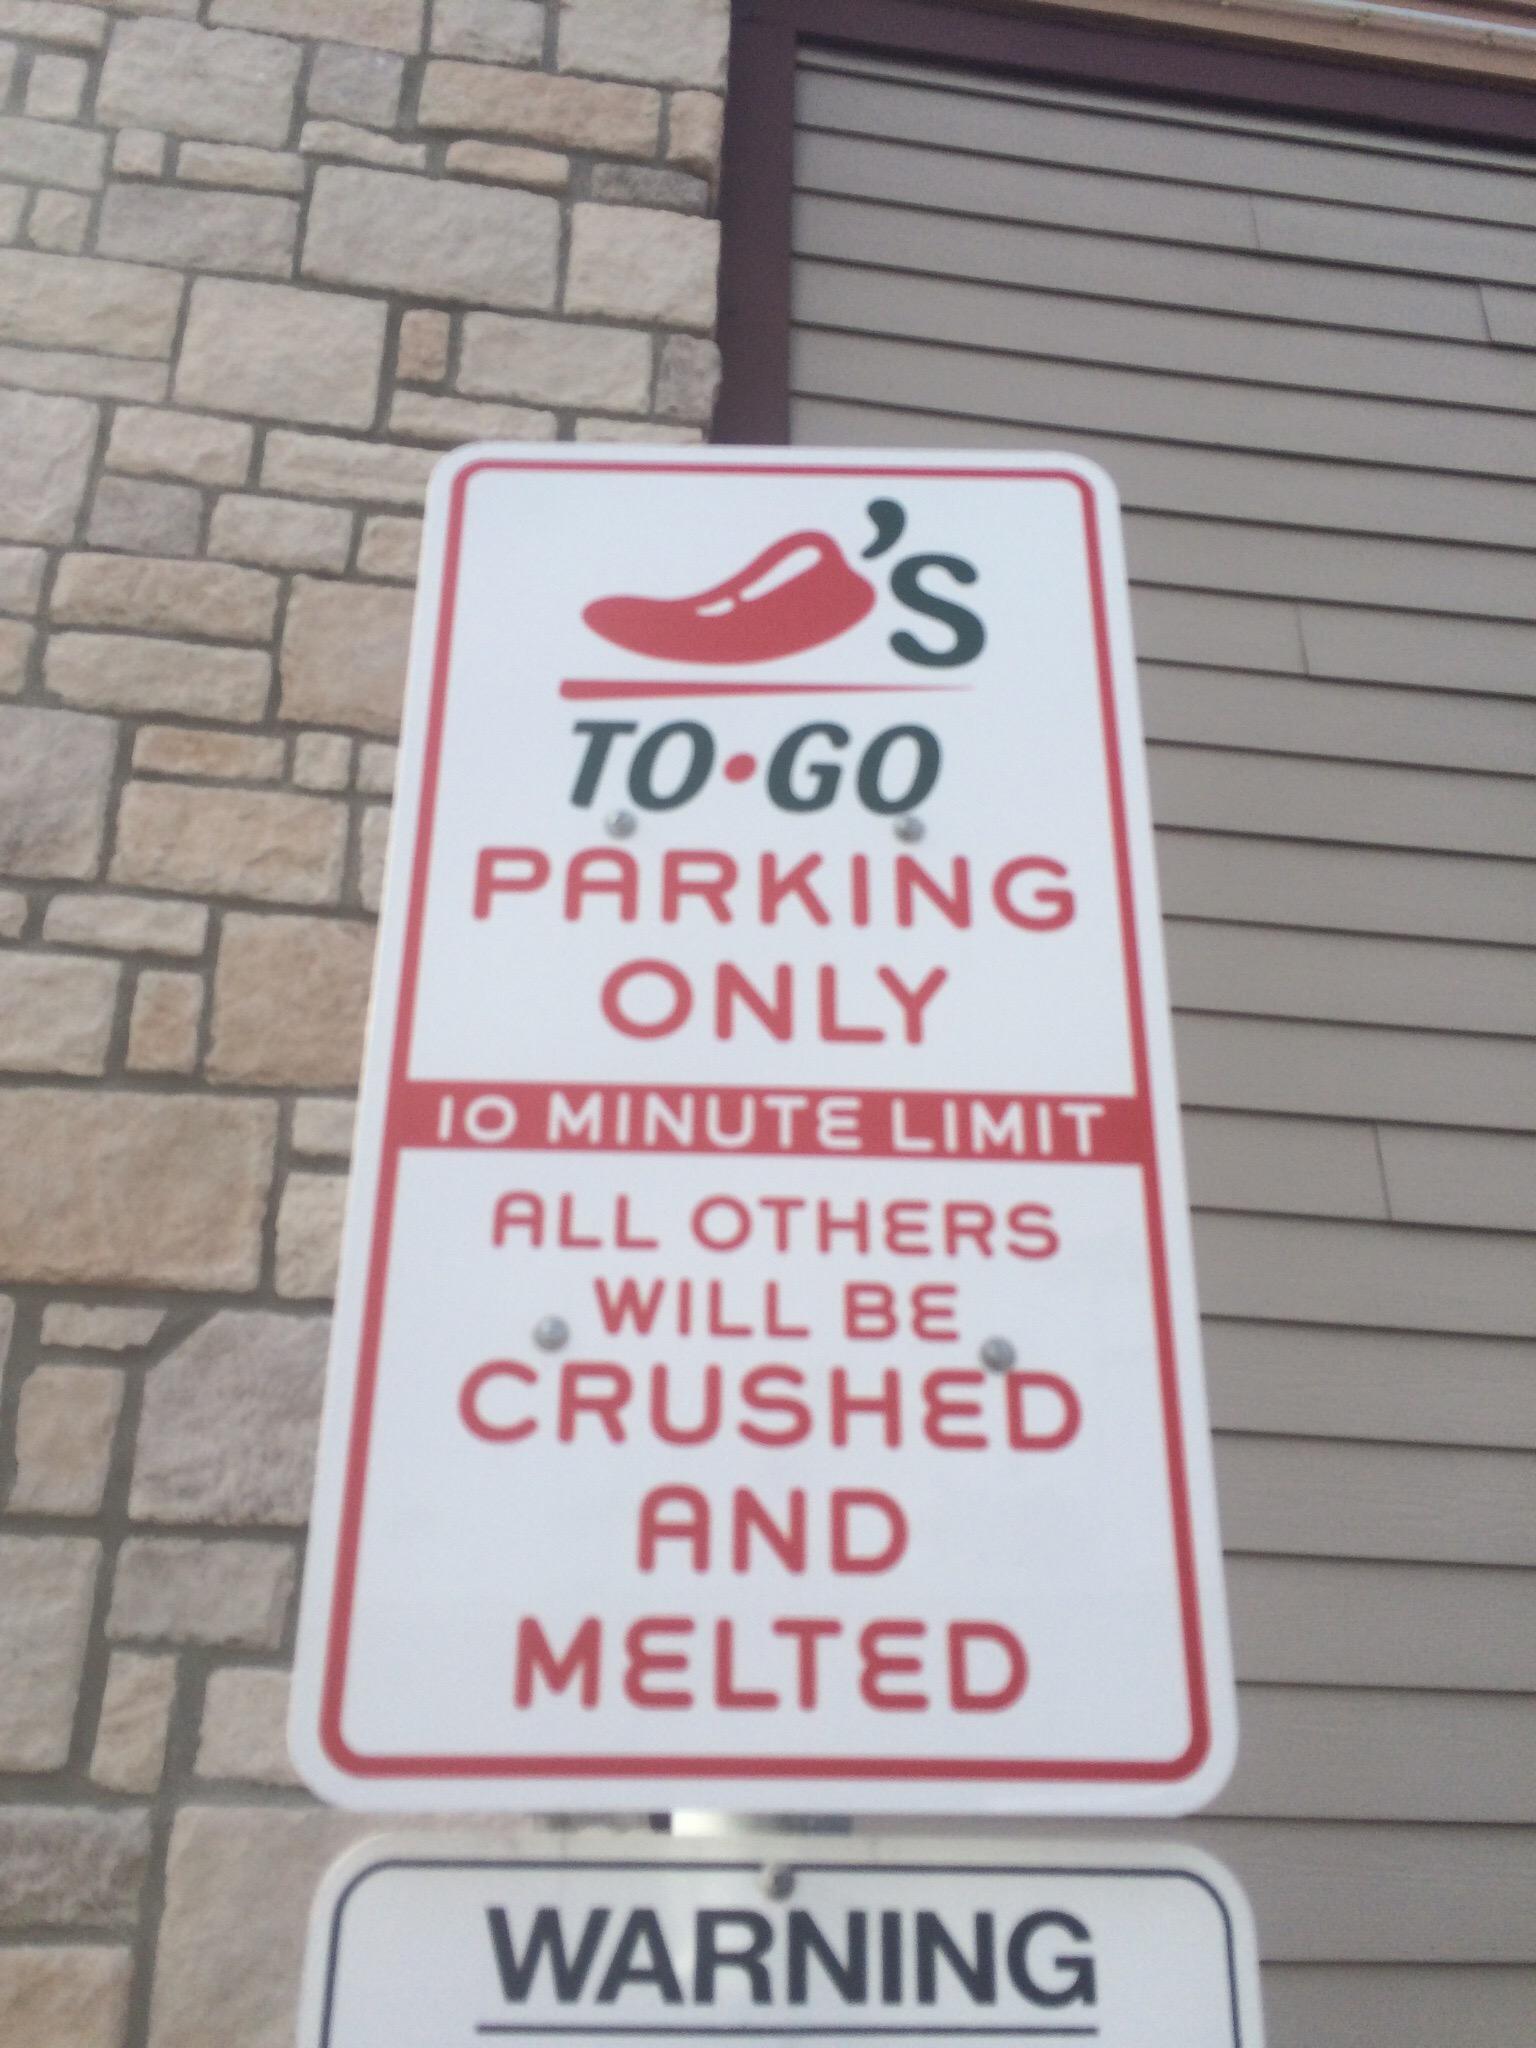 'S
TO•GO
PARKING
ONLY
10 MINUTE LIMIT
ALL OTHERS
WILL BE
CRUSHED
AND
MELTED
WARNING